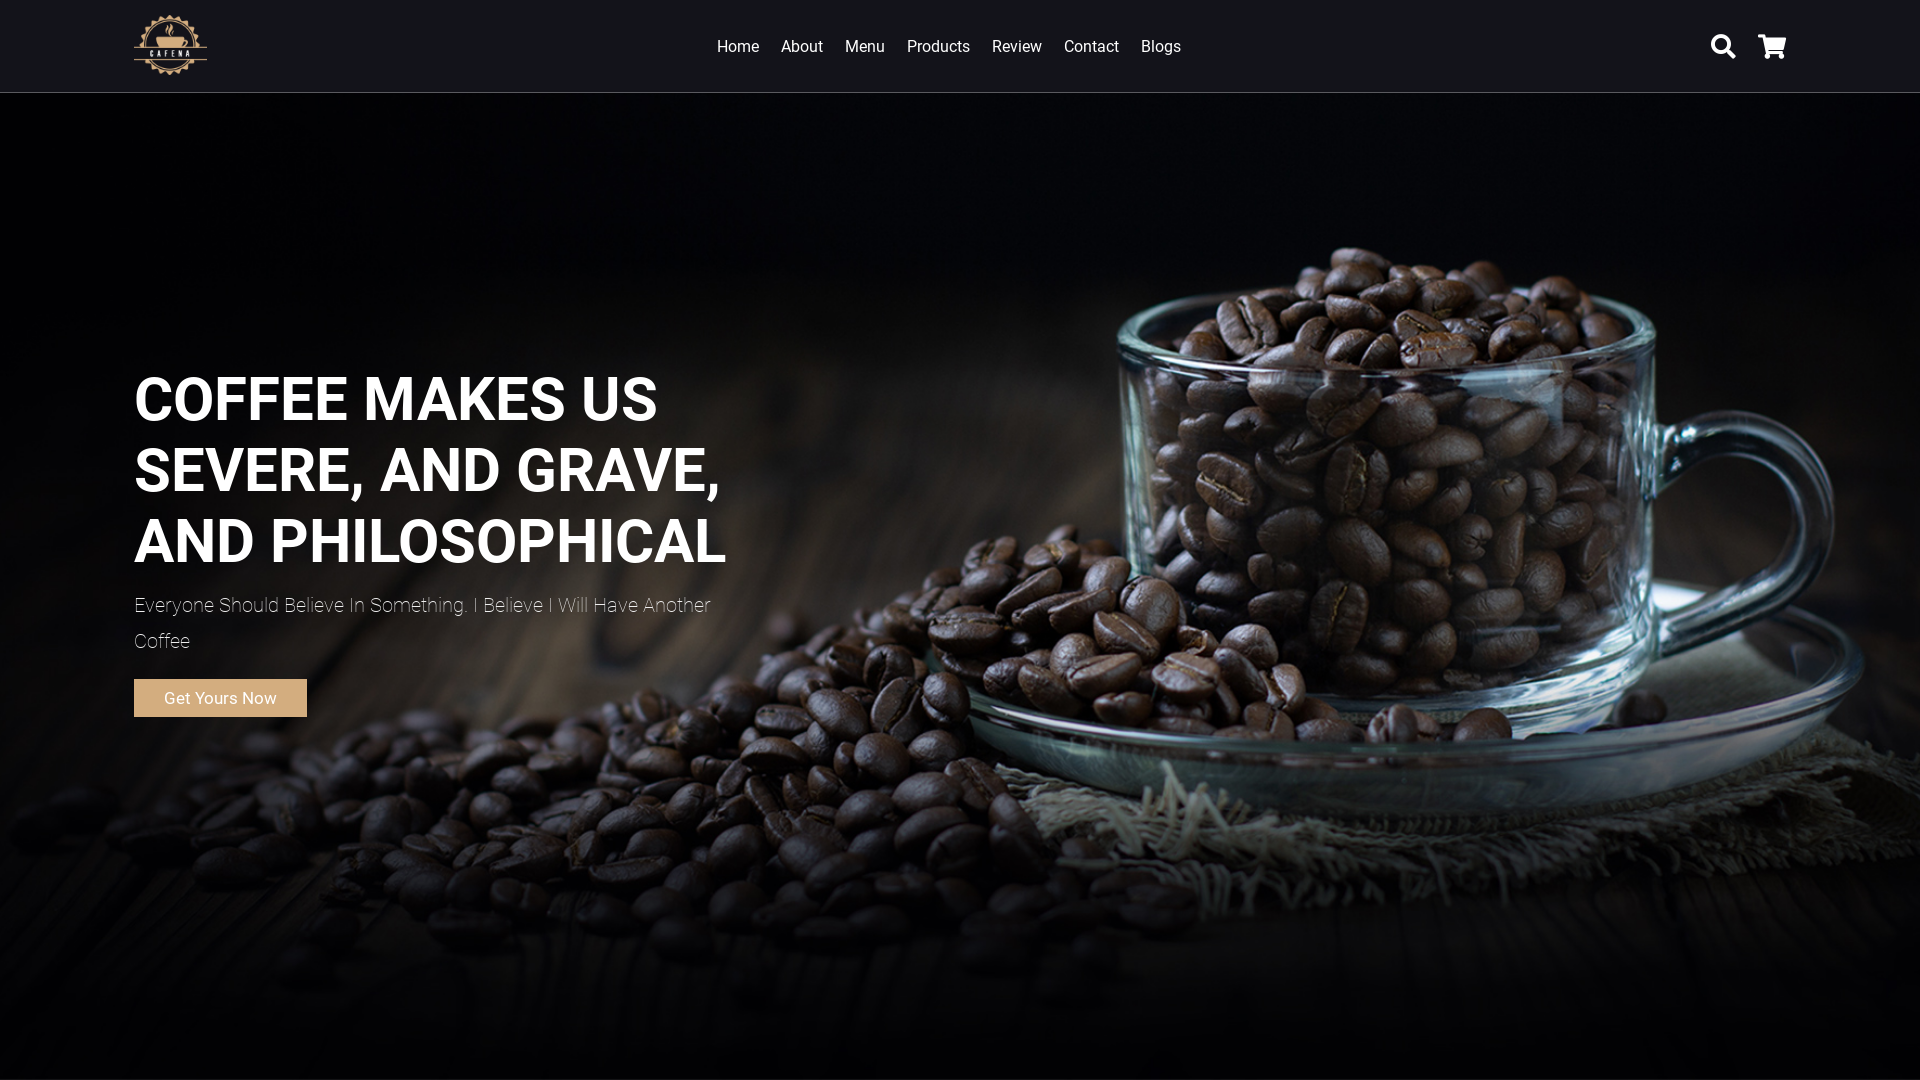 CAFENA
Home About Menu Products Review Contact Blogs
COFFEE MAKES US
SEVERE, AND GRAVE,
AND PHILOSOPHICAL
Everyone Should Believe In Something. I Believe I Will Have Another
Coffee
Get Yours Now